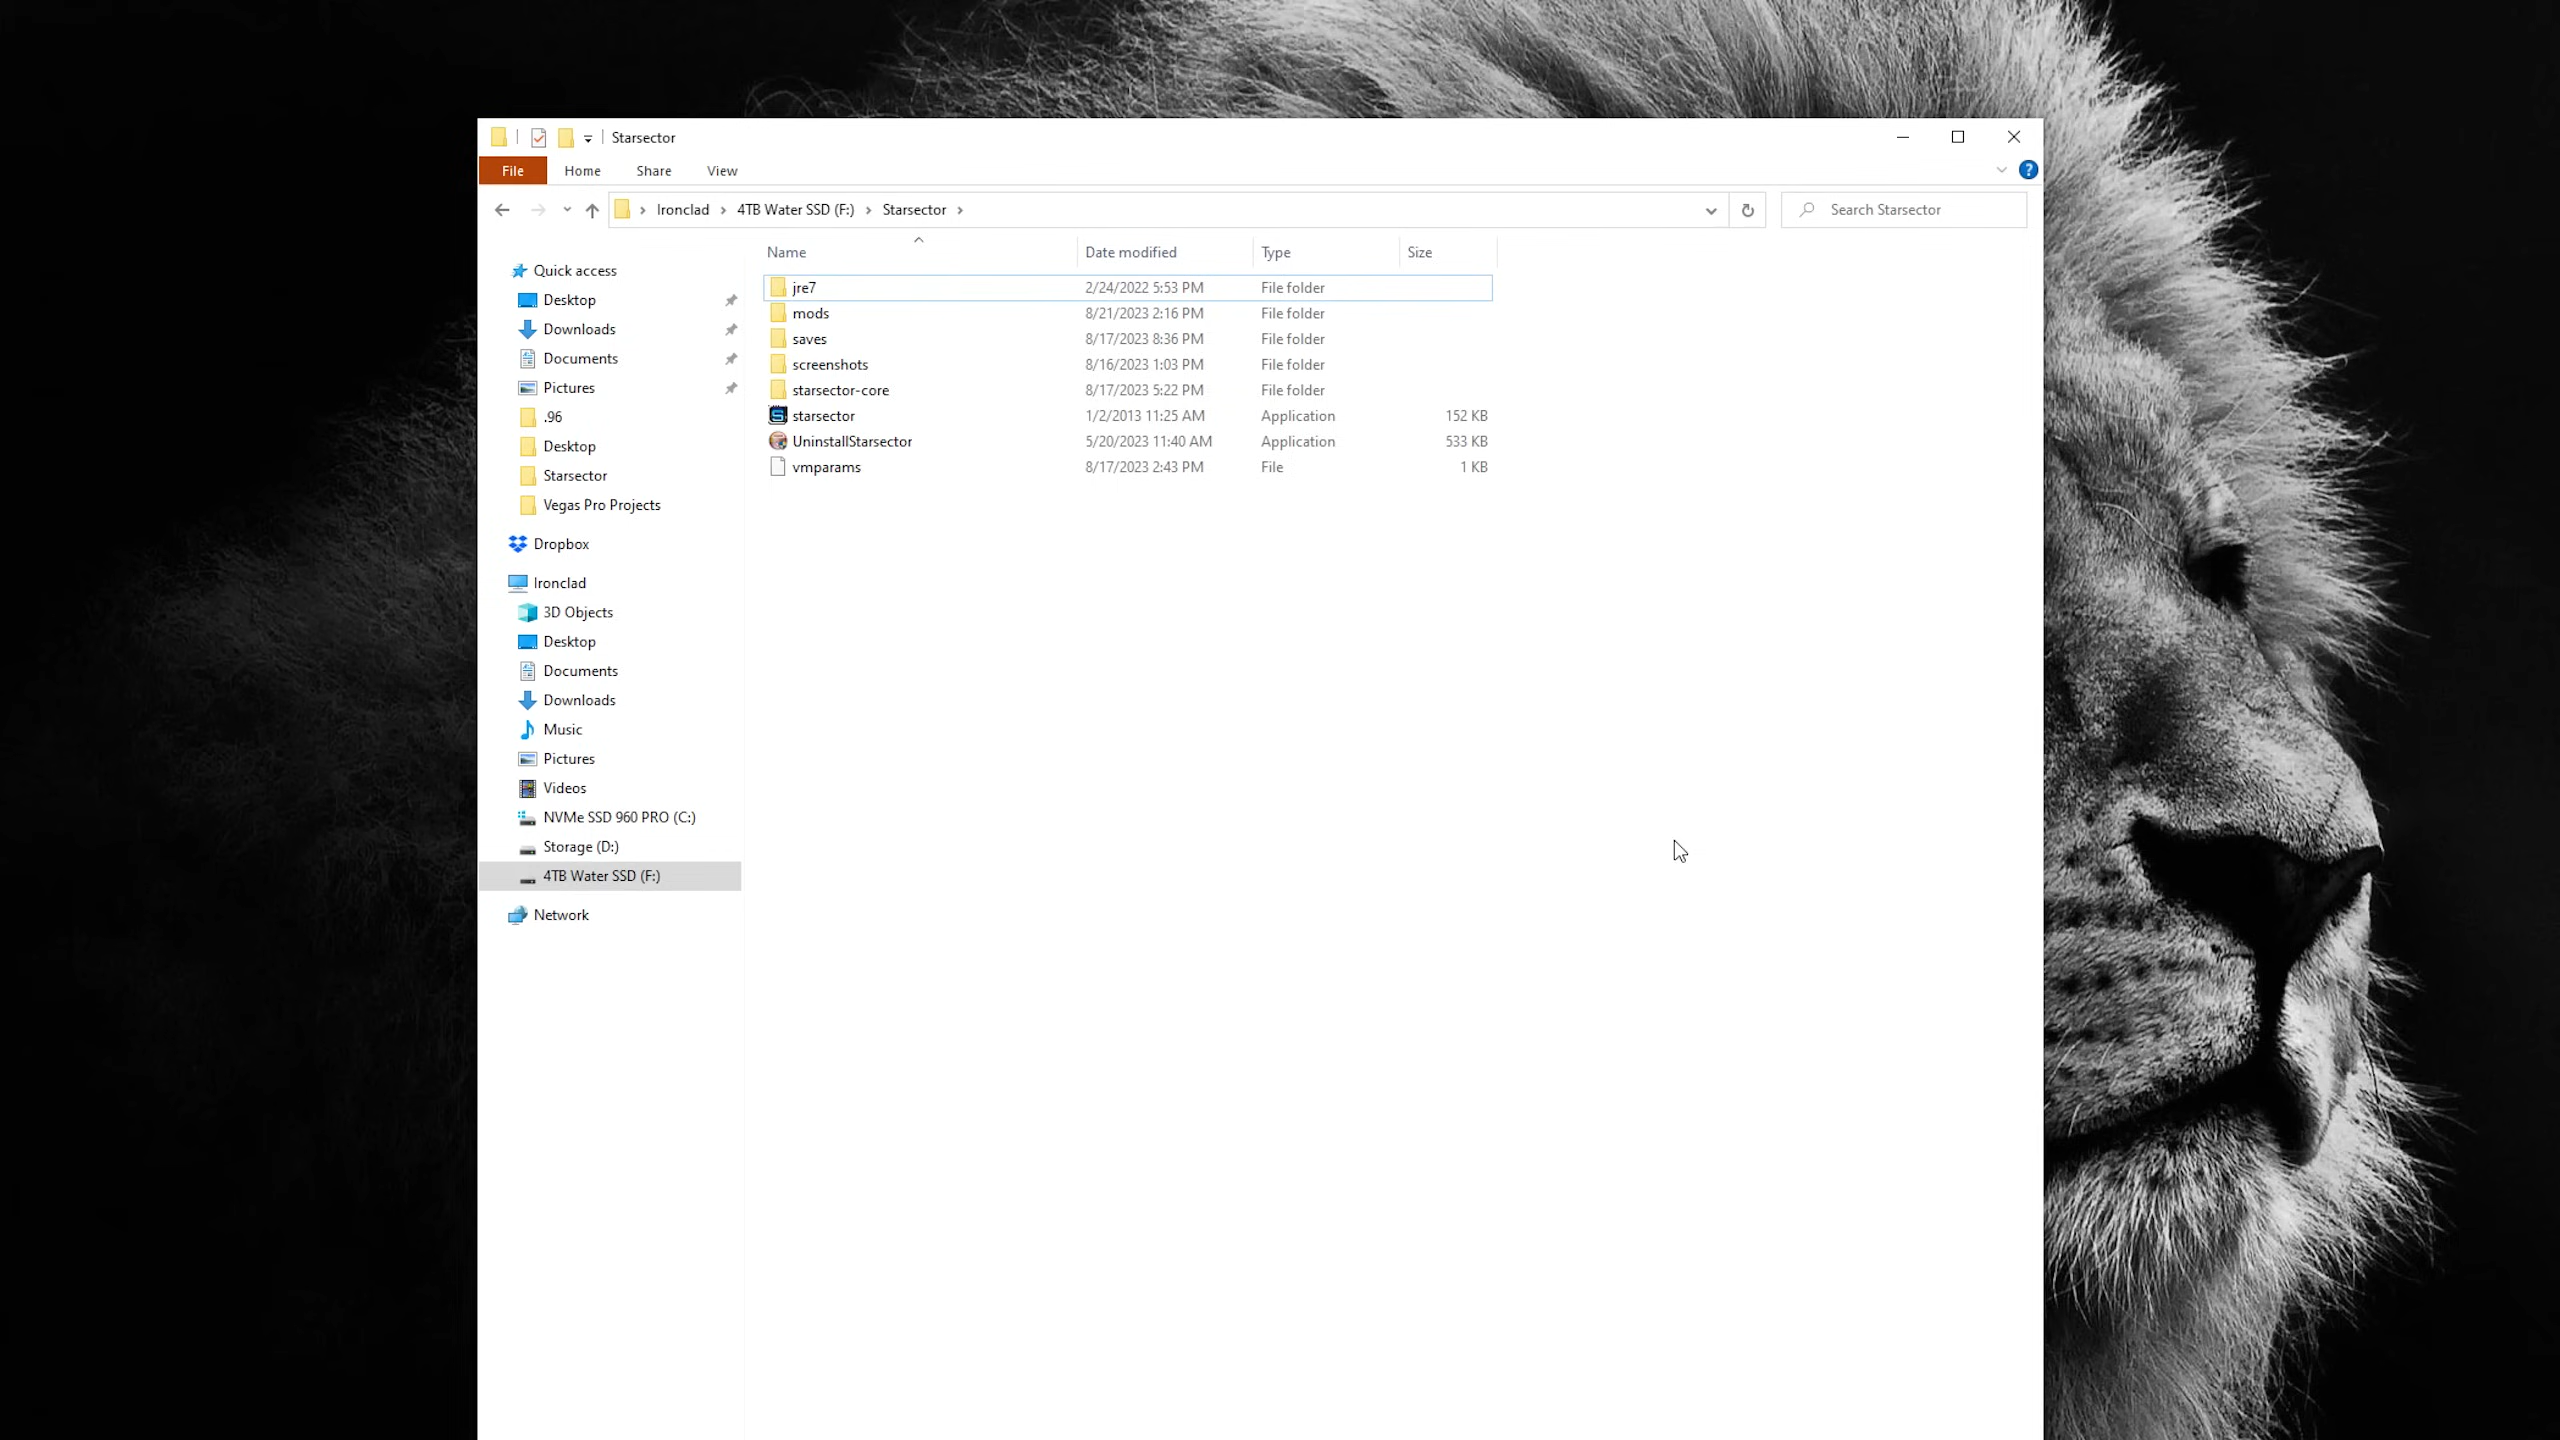 Starsector
File Home Share View
Ironclad 4TB Water SSD (F:) Starsector Search Starsector
Name Date modified Type Size
Quick access
Desktop
Downloads
Documents
Pictures
.96
Desktop
Starsector
Vegas Pro Projects
Dropbox
Ironclad
3D Objects
Desktop
Documents
Downloads
Music
Pictures
Videos
NVMe SSD 960 PRO (C:)
Storage (D:)
4TB Water SSD (F:)
Network
jre7 2/24/2022 5:53 PM File folder
mods 8/21/2023 2:16 PM File folder
saves 8/17/2023 8:36 PM File folder
screenshots 8/16/2023 1:03 PM File folder
starsector-core 8/17/2023 5:22 PM File folder
starsector 1/2/2013 11:25 AM Application 152 KB
UninstallStarsector 5/20/2023 11:40 AM Application 533 KB
vmparams 8/17/2023 2:43 PM File 1 KB